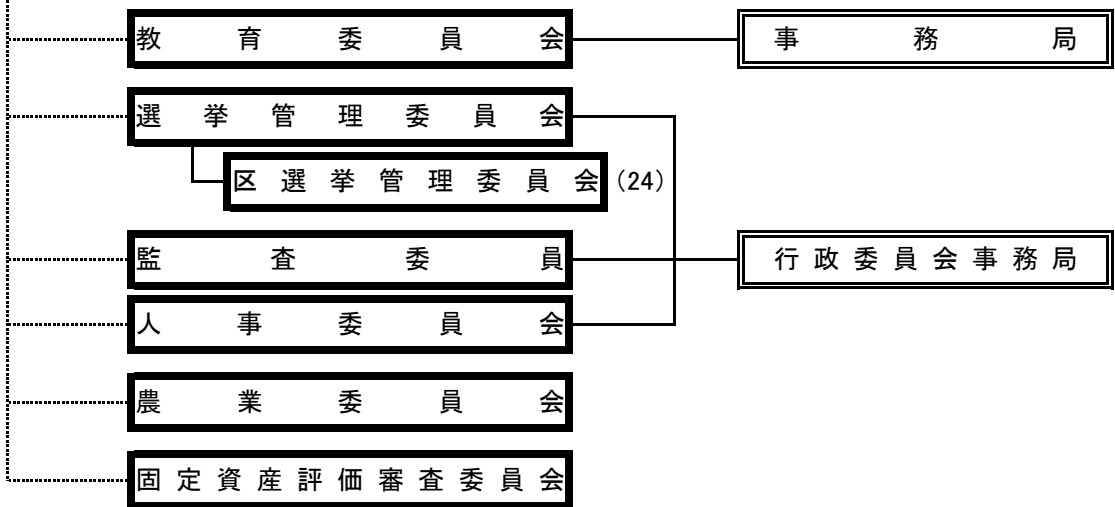 教育委員会 事務局
選挙管理委員会
区選挙管理委員会 (24)
監査委員 行政委員会事務局
人事委員会
農業委員会
固定資産評価審査委員会